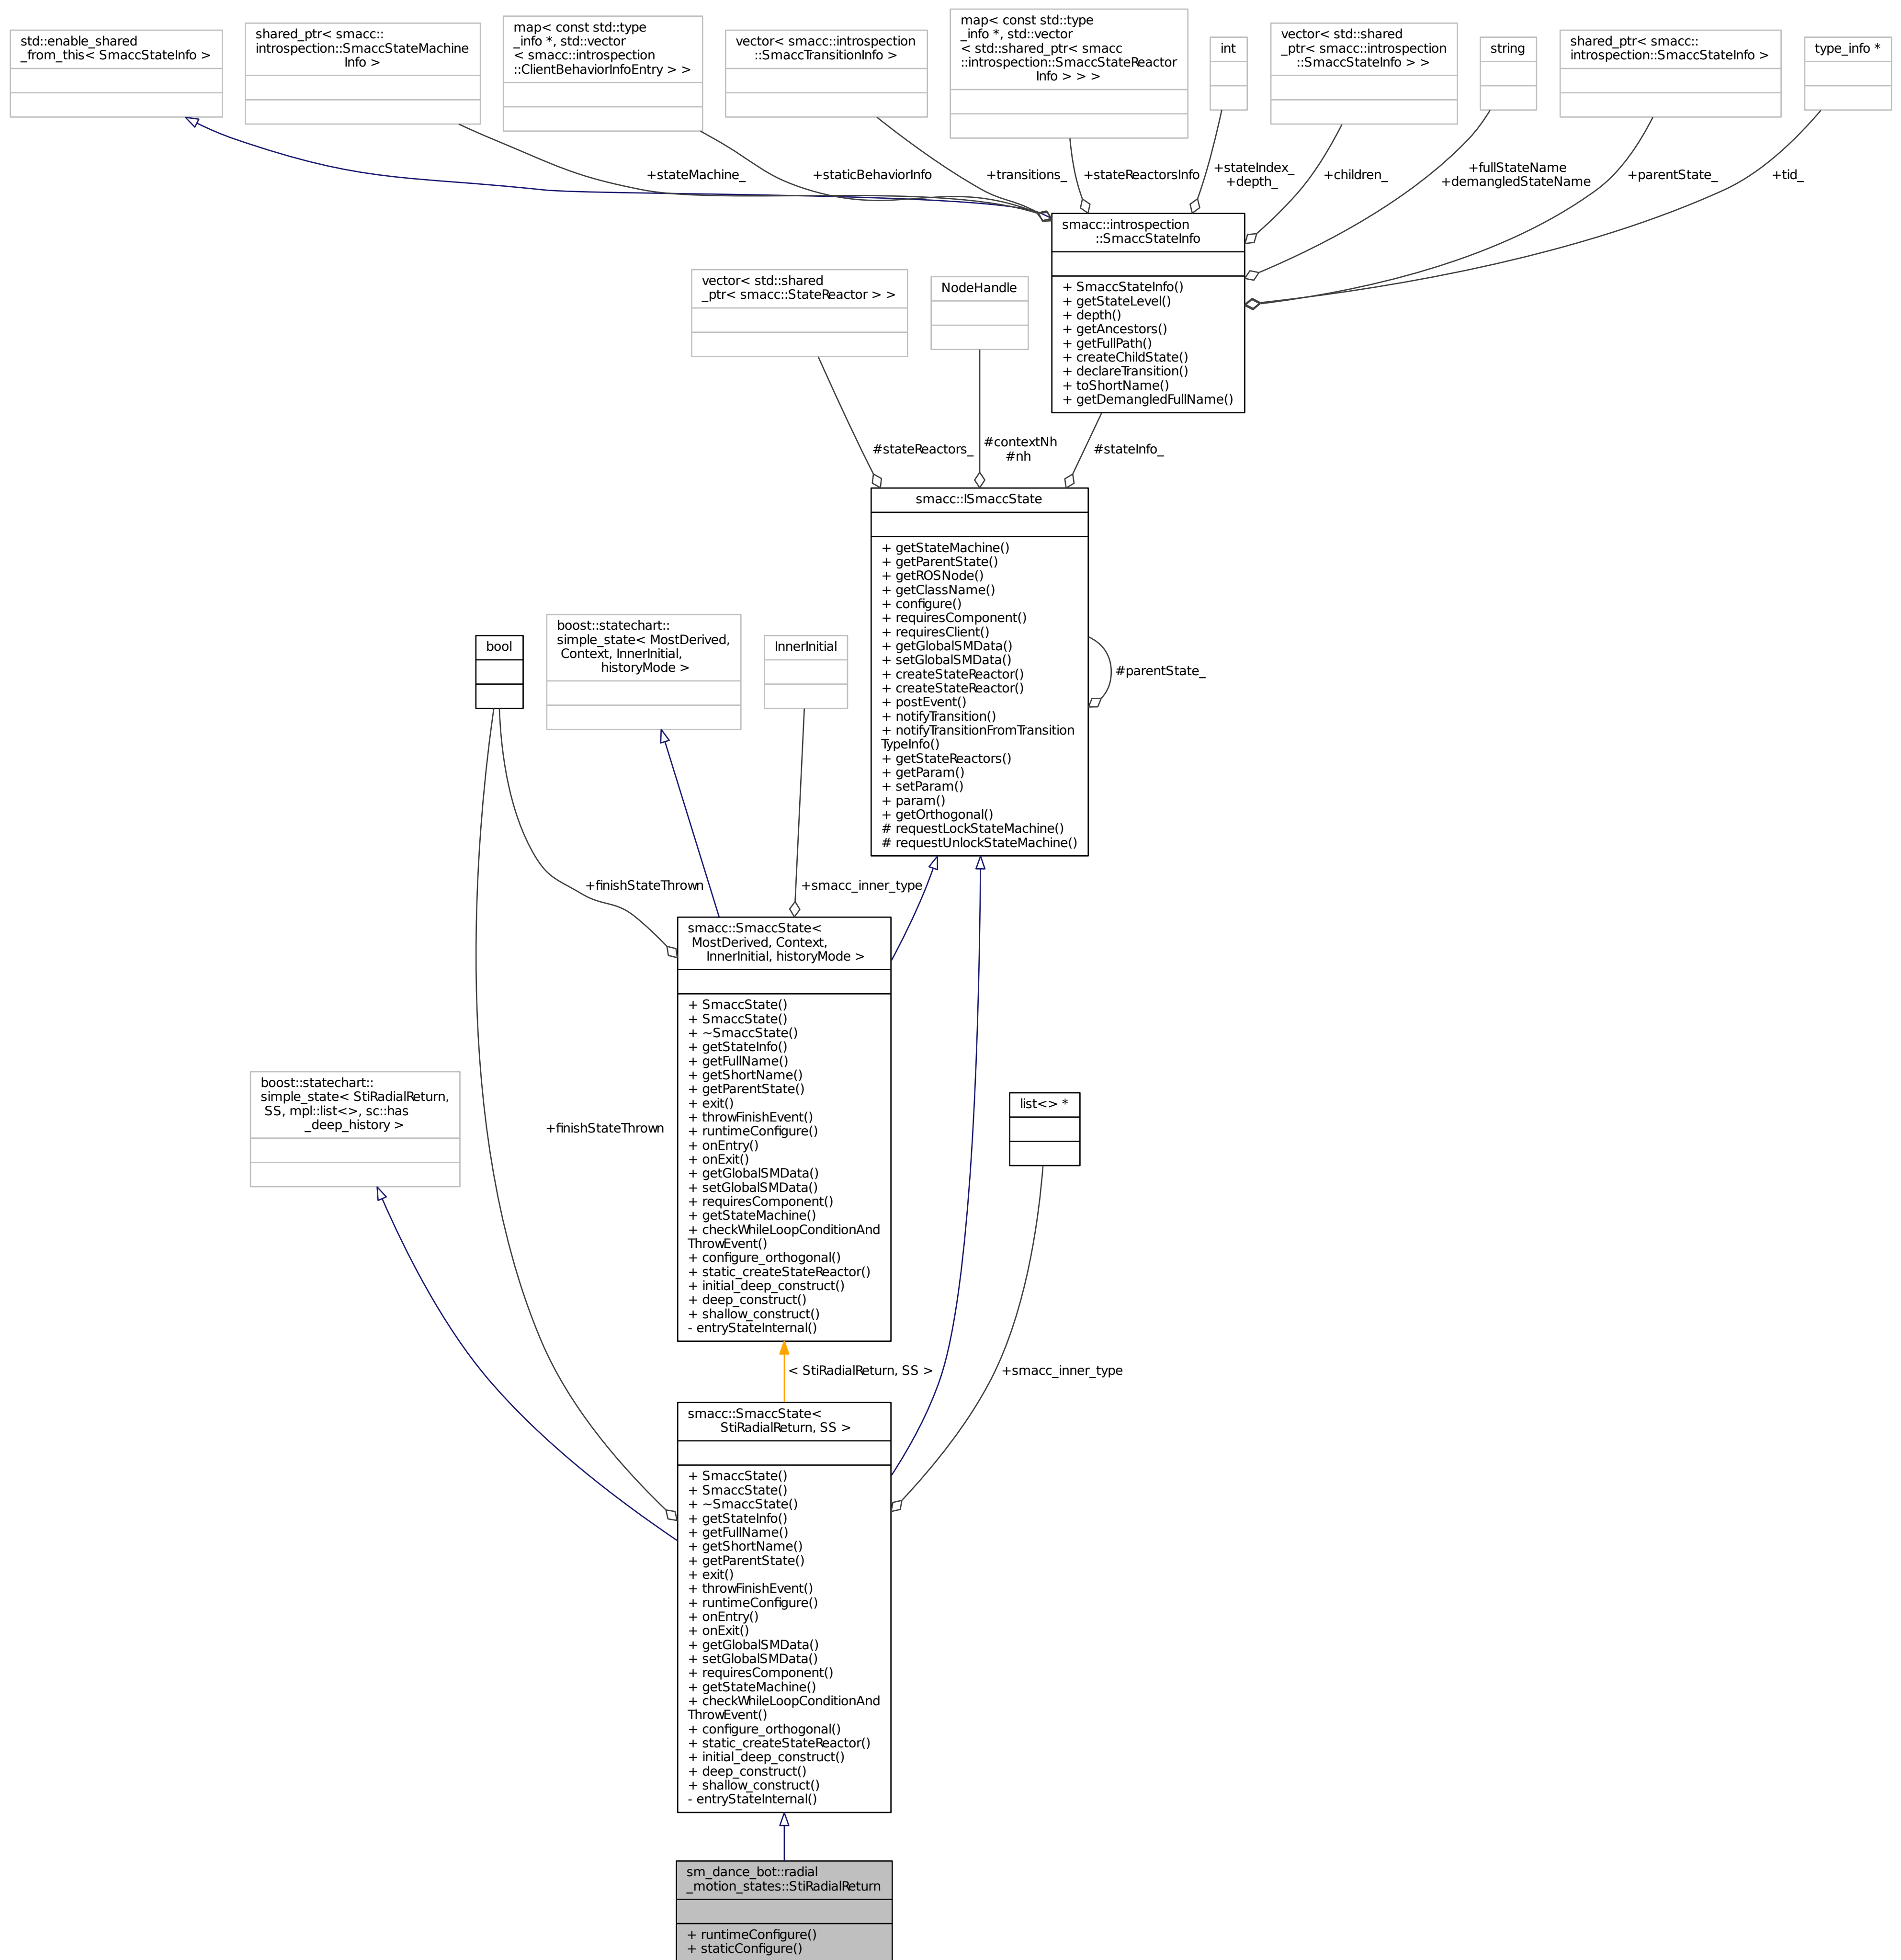 std::enable_shared
_from_this< SmaccStateInfo >
shared_ptr< smacc::
introspection::SmaccStateMachine
Info >
map< const std::type
_info *, std::vector
< smacc::introspection
::ClientBehaviorInfoEntry > >
vector< smacc::introspection
::SmaccTransitionInfo >
map< const std::type
_info *, std::vector
< std::shared_ptr< smacc
::introspection::SmaccStateReactor
Info > > >
int
vector< std::shared
_ptr< smacc::introspection
::SmaccStateInfo > >
string
shared_ptr< smacc::
introspection::SmaccStateInfo >
type_info *
+stateMachine_
+staticBehaviorInfo
+transitions_
+stateReactorsInfo
+stateIndex_
+depth_
+children_
+fullStateName
+demangledStateName
+parentState_
+tid_
smacc::introspection
::SmaccStateInfo
+ SmaccStateInfo()
+ getStateLevel()
+ depth()
+ getAncestors()
+ getFullPath()
+ createChildState()
+ declareTransition()
+ toShortName()
+ getDemangledFullName()
vector< std::shared
_ptr< smacc::StateReactor > >
NodeHandle
#stateReactors_
#contextNh
#nh
#stateInfo_
smacc::ISmaccState
+ getStateMachine()
+ getParentState()
+ getROSNode()
+ getClassName()
+ configure()
+ requiresComponent()
+ requiresClient()
+ getGlobalSMData()
+ setGlobalSMData()
+ createStateReactor()
+ createStateReactor()
+ postEvent()
+ notifyTransition()
+ notifyTransitionFromTransition
TypeInfo()
+ getStateReactors()
+ getParam()
+ setParam()
+ param()
+ getOrthogonal()
# requestLockStateMachine()
# requestUnlockStateMachine()
#parentState_
bool
boost::statechart::
simple_state< MostDerived,
Context, InnerInitial,
historyMode >
InnerInitial
+finishStateThrown
+smacc_inner_type
smacc::SmaccState<
MostDerived, Context,
InnerInitial, historyMode >
+ SmaccState()
+ SmaccState()
+ ~SmaccState()
+ getStateInfo()
+ getFullName()
+ getShortName()
+ getParentState()
+ exit()
+ throwFinishEvent()
+ runtimeConfigure()
+ onEntry()
+ onExit()
+ getGlobalSMData()
+ setGlobalSMData()
+ requiresComponent()
+ getStateMachine()
+ checkWhileLoopConditionAnd
ThrowEvent()
+ configure_orthogonal()
+ static_createStateReactor()
+ initial_deep_construct()
+ deep_construct()
+ shallow_construct()
- entryStateInternal()
boost::statechart::
simple_state< StiRadialReturn,
SS, mpl::list<>, sc::has
_deep_history >
+finishStateThrown
list<> *
< StiRadialReturn, SS >
+smacc_inner_type
smacc::SmaccState<
StiRadialReturn, SS >
+ SmaccState()
+ SmaccState()
+ ~SmaccState()
+ getStateInfo()
+ getFullName()
+ getShortName()
+ getParentState()
+ exit()
+ throwFinishEvent()
+ runtimeConfigure()
+ onEntry()
+ onExit()
+ getGlobalSMData()
+ setGlobalSMData()
+ requiresComponent()
+ getStateMachine()
+ checkWhileLoopConditionAnd
ThrowEvent()
+ configure_orthogonal()
+ static_createStateReactor()
+ initial_deep_construct()
+ deep_construct()
+ shallow_construct()
- entryStateInternal()
sm_dance_bot::radial
_motion_states::StiRadialReturn
+ runtimeConfigure()
+ staticConfigure()